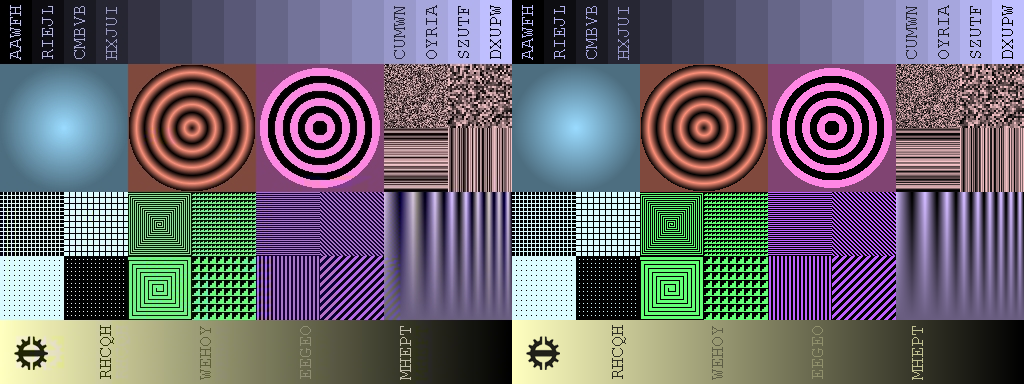 AAWFH
RIEJL
CMBVB
HXJUI
CUMWN
OYRIA
SZUTF
DXUPW
AAWFH
RIEJL
CMBVB
HXJUI
CUMWN
OYRIA
SZUTF
DXUPW
RHCQH
WEHOY
EEGEO
MHEPT
RHCQH
WEHOY
EEGEO
MHEPT